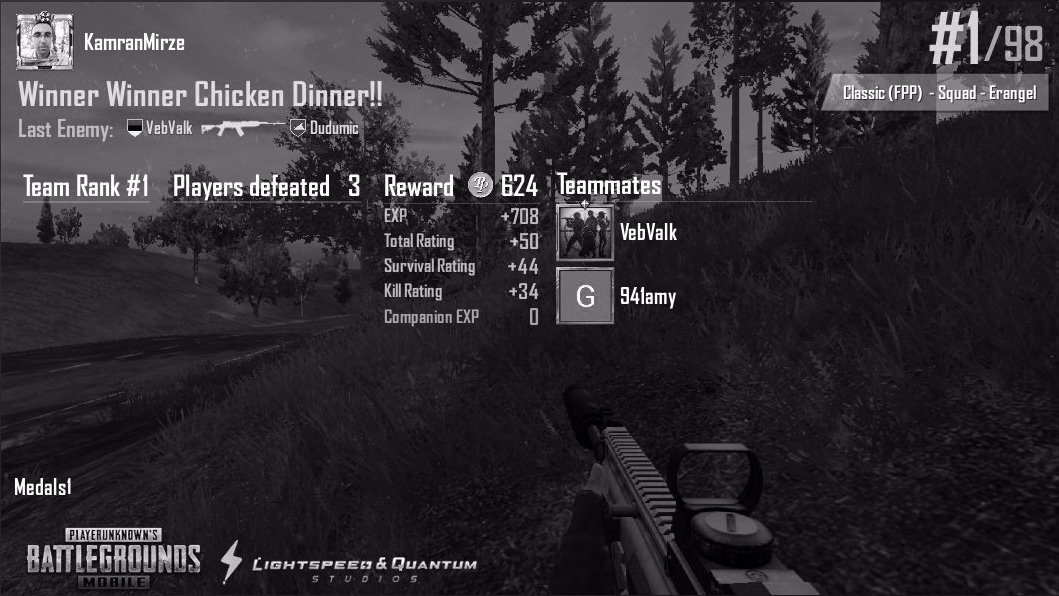 KamranMirze
#1/98
Winner Winner Chicken Dinner!!
Classic (FPP) - Squad - Erangel
Last Enemy: VebValk Dudumic
Team Rank #1
Players defeated 3
Reward 624
EXP +708
Total Rating +50
Survival Rating +44
Kill Rating +34
Companion EXP 0
Teammates
VebValk
G 941amy
Medals1
PLAYERUNKNOWN'S
BATTLEGROUNDS
MOBILE
LIGHTSPEED & QUANTUM
STUDIOS